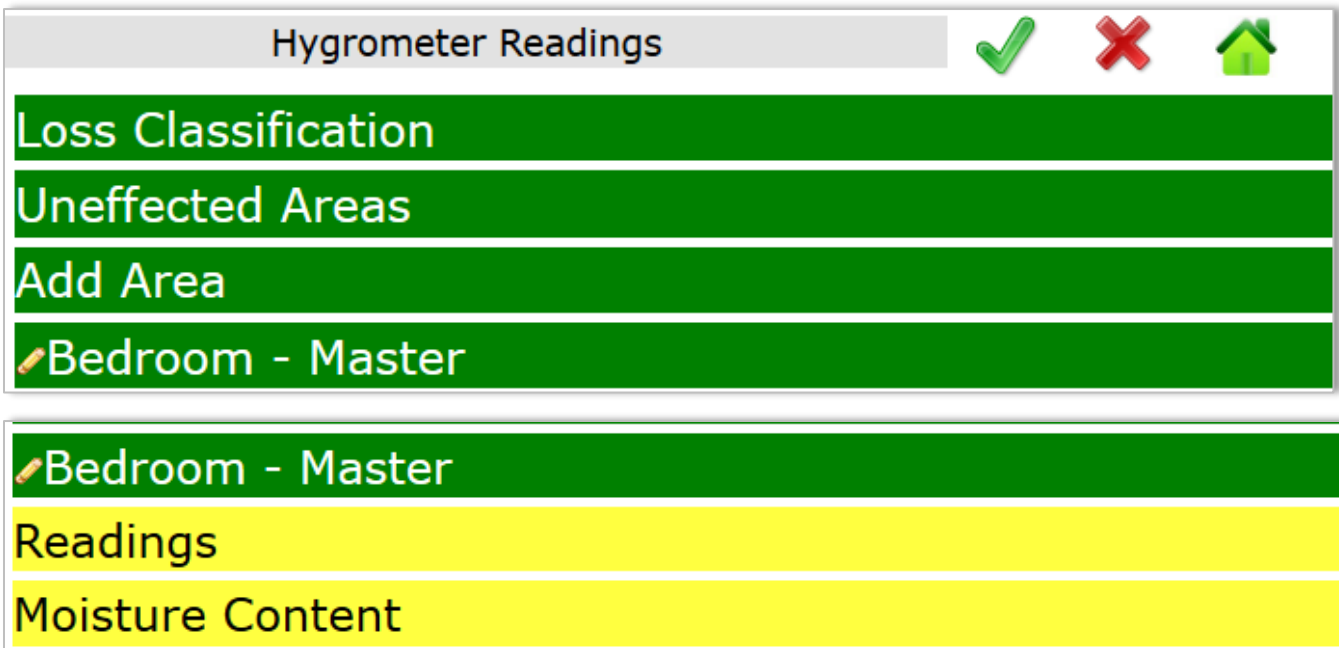 Hygrometer Readings
Loss Classification
Uneffected Areas
Add Area
Bedroom - Master
Bedroom - Master
Readings
Moisture Content